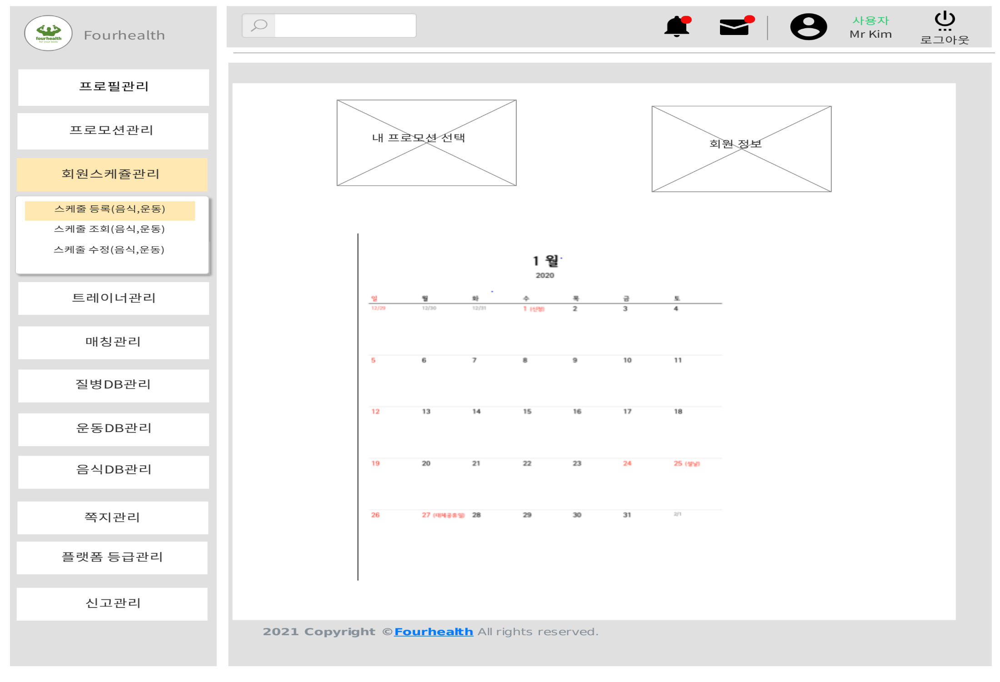 fourhealth
for your body
Fourhealth
사용자
Mr Kim
로그아웃
프로필관리
프로모션관리
회원스케쥴관리
스케줄 등록(음식,운동)
스케줄 조회(음식,운동)
스케줄 수정(음식,운동)
트레이너관리
매칭관리
질병DB관리
운동DB관리
음식DB관리
쪽지관리
플랫폼 등급관리
신고관리
내 프로모션 선택
회원 정보
1 월
2020
일 월 화 수 목 금 토
12/29 12/30 12/31 1 (신정) 2 3 4
5 6 7 8 9 10 11
12 13 14 15 16 17 18
19 20 21 22 23 24 25 (설날)
26 27 (대체공휴일) 28 29 30 31 2/1
2021 Copyright ©Fourhealth All rights reserved.